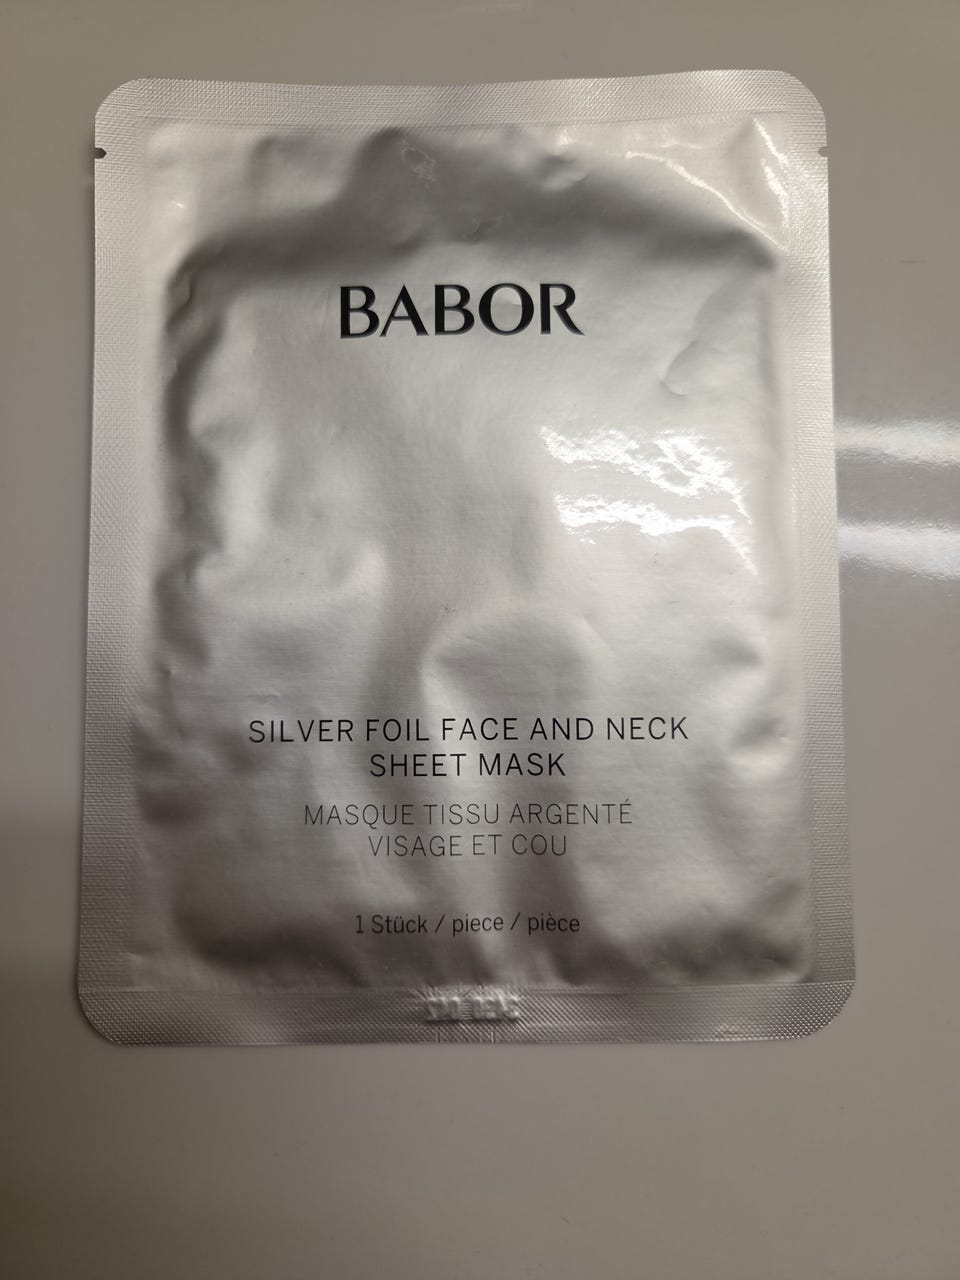 BABOR
SILVER FOIL FACE AND NECK
SHEET MASK
MASQUE TISSU ARGENTÉ
VISAGE ET COU
1 Stück / piece / pièce